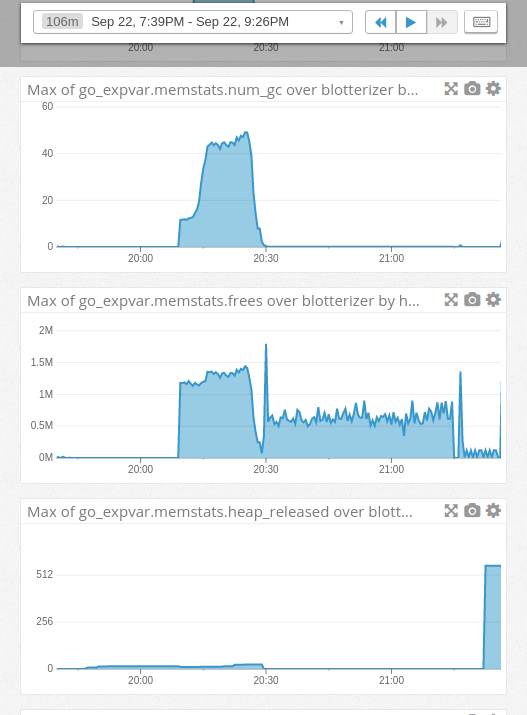 106m Sep 22, 7:39PM - Sep 22, 9:26PM
20:00 20:30 21:00
Max of go_expvar.memstats.num_gc over blotterizer b...
60
40
20
0
20:00 20:30 21:00
Max of go_expvar.memstats.frees over blotterizer by h...
2M
1.5M
1M
0.5M
0M
20:00 20:30 21:00
Max of go_expvar.memstats.heap_released over blott...
512
256
0
20:00 20:30 21:00